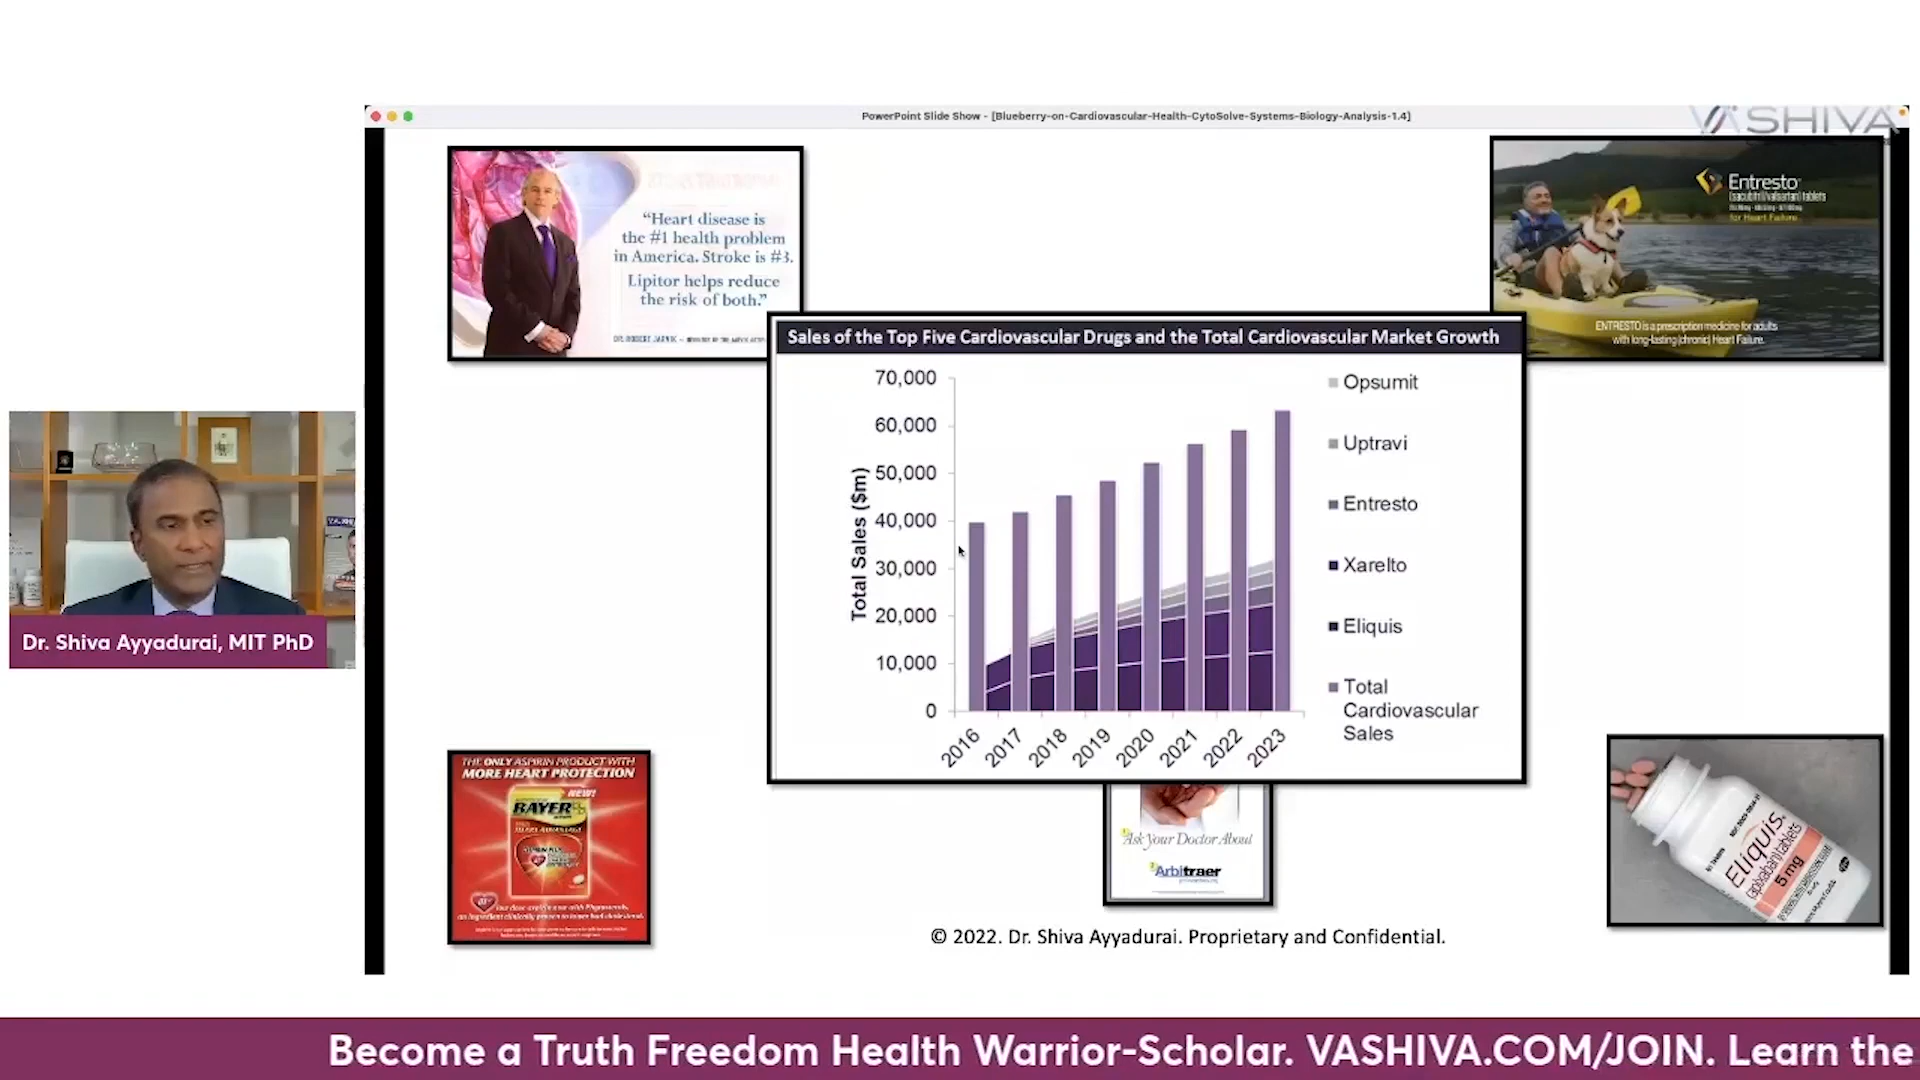 PowerPoint Slide Show - [Blueberry-on-Cardiovascular-Health-CytoSolve-Systems-Biology-Analysis-1.4]
VASHIVA
"Heart disease is
the #1 health problem
in America. Stroke is #3.
Lipitor helps reduce
the risk of both."
DR. ROBERT JARVIK
Entresto
(sacubitril/valsartan) tablets
for Heart Failure
ENTRESTO is a prescription medicine for adults
with long-lasting (chronic) Heart Failure.
Sales of the Top Five Cardiovascular Drugs and the Total Cardiovascular Market Growth
Total Sales ($m)
70,000
60,000
50,000
40,000
30,000
20,000
10,000
0
2016
2017
2018
2019
2020
2021
2022
2023
Opsumit
Uptravi
Entresto
Xarelto
Eliquis
Total
Cardiovascular
Sales
Dr. Shiva Ayyadurai, MIT PhD
THE ONLY ASPIRIN PRODUCT WITH
MORE HEART PROTECTION
NEW!
BAYER
Ask Your Doctor About
Arbitraer
Eliquis
(apixaban) tablets
5 mg
© 2022. Dr. Shiva Ayyadurai. Proprietary and Confidential.
Become a Truth Freedom Health Warrior-Scholar. VASHIVA.COM/JOIN. Learn the